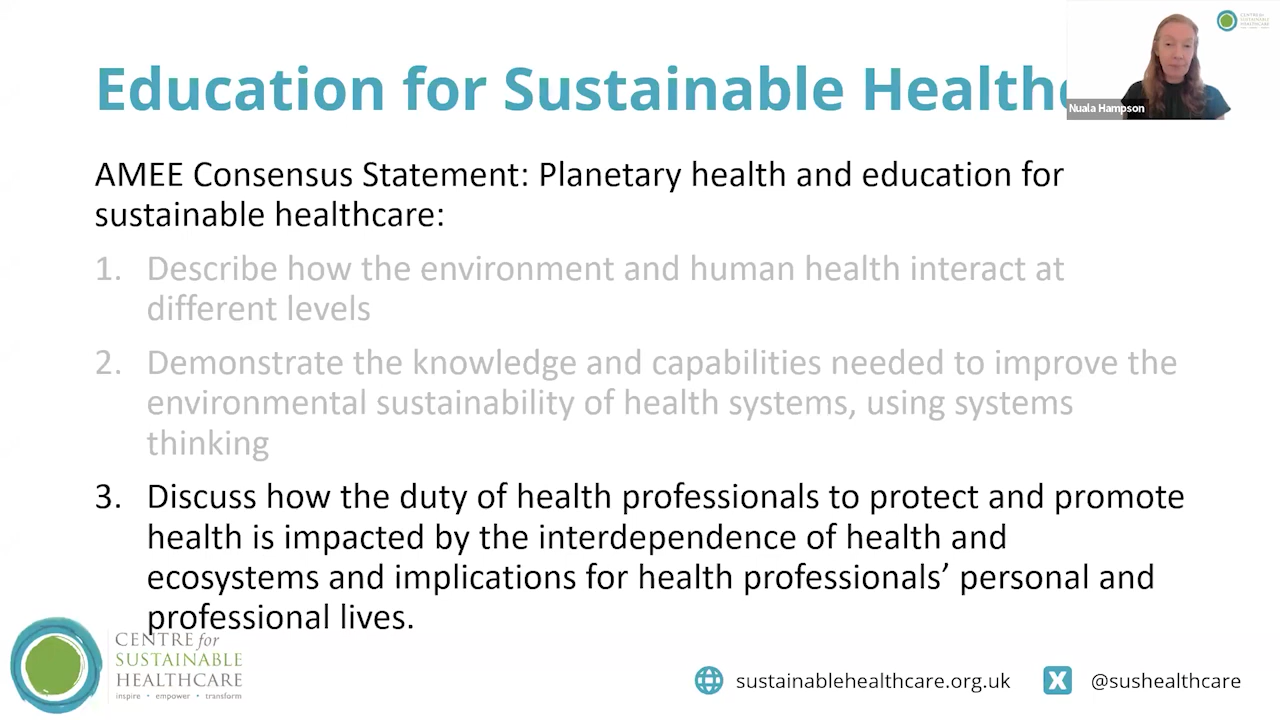 Education for Sustainable Healthc
Nuala Hampson
CENTRE for
SUSTAINABLE
HEALTHCARE
AMEE Consensus Statement: Planetary health and education for
sustainable healthcare:
1. Describe how the environment and human health interact at
different levels
2. Demonstrate the knowledge and capabilities needed to improve the
environmental sustainability of health systems, using systems
thinking
3. Discuss how the duty of health professionals to protect and promote
health is impacted by the interdependence of health and
ecosystems and implications for health professionals’ personal and
professional lives.
CENTRE for
SUSTAINABLE
HEALTHCARE
inspire • empower • transform
sustainablehealthcare.org.uk
X @sushealthcare